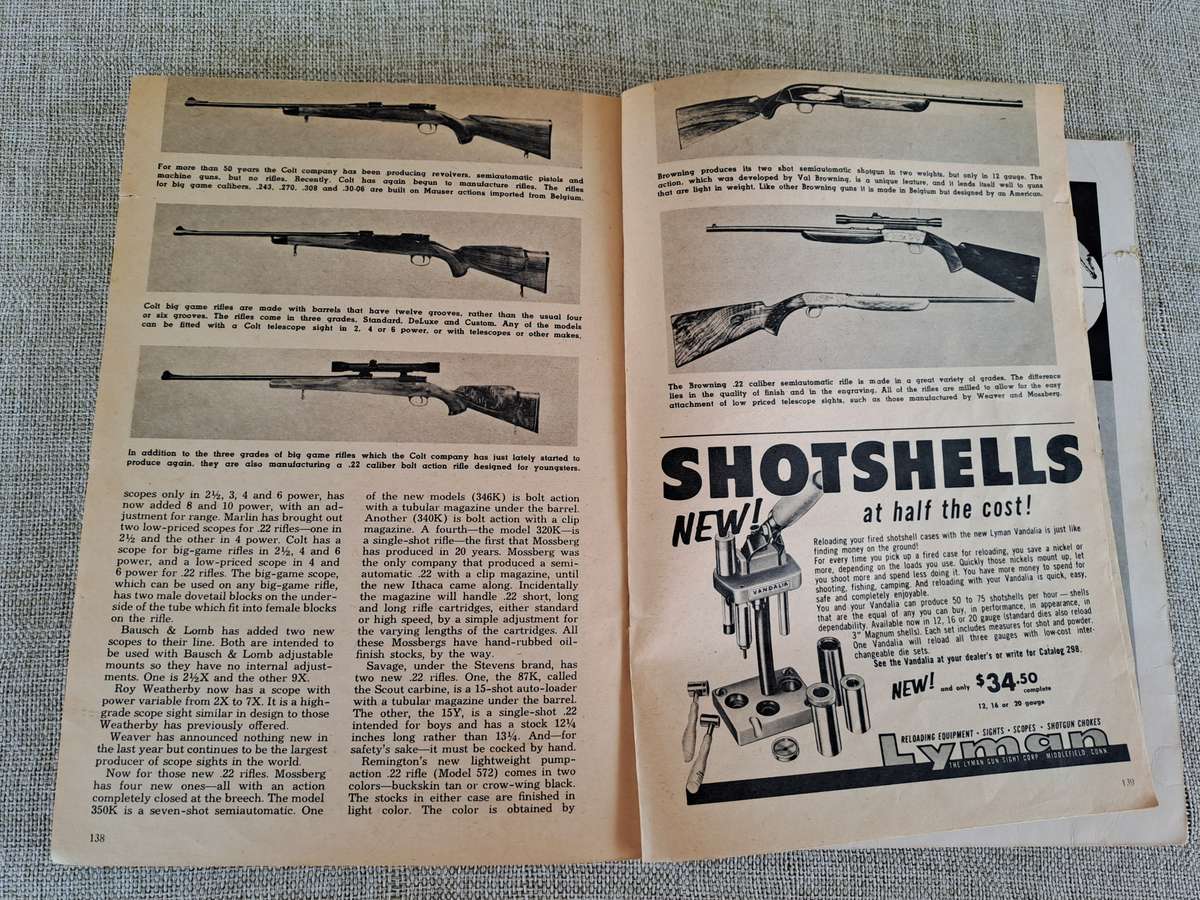 For more than 50 years the Colt company has been producing revolvers, semiautomatic pistols and
machine guns, but no rifles. Recently, Colt has again begun to manufacture rifles. The rifles
for big game calibers, .243, .270, .308 and .30-06 are built on Mauser actions imported from Belgium.
Colt big game rifles are made with barrels that have twelve grooves, rather than the usual four
or six grooves. The rifles come in three grades, Standard, DeLuxe and Custom. Any of the models
can be fitted with a Colt telescope sight in 2, 4 or 6 power, or with telescopes or other makes.
In addition to the three grades of big game rifles which the Colt company has just lately started to
produce again, they are also manufacturing a .22 caliber bolt action rifle designed for youngsters.
scopes only in 2½, 3, 4 and 6 power, has
now added 8 and 10 power, with an ad-
justment for range. Marlin has brought out
two low-priced scopes for .22 rifles—one in
2½ and the other in 4 power. Colt has a
scope for big-game rifles in 2½, 4 and 6
power, and a low-priced scope in 4 and
6 power for .22 rifles. The big-game scope,
which can be used on any big-game rifle,
has two male dovetail blocks on the under-
side of the tube which fit into female blocks
on the rifle.
Bausch & Lomb has added two new
scopes to their line. Both are intended to
be used with Bausch & Lomb adjustable
mounts so they have no internal adjust-
ments. One is 2½X and the other 9X.
Roy Weatherby now has a scope with
power variable from 2X to 7X. It is a high-
grade scope sight similar in design to those
Weatherby has previously offered.
Weaver has announced nothing new in
the last year but continues to be the largest
producer of scope sights in the world.
Now for those new .22 rifles. Mossberg
has four new ones—all with an action
completely closed at the breech. The model
350K is a seven-shot semiautomatic. One
138
of the new models (346K) is bolt action
with a tubular magazine under the barrel.
Another (340K) is bolt action with a clip
magazine. A fourth—the model 320K—is
a single-shot rifle—the first that Mossberg
has produced in 20 years. Mossberg was
the only company that produced a semi-
automatic .22 with a clip magazine, until
the new Ithaca came along. Incidentally
the magazine will handle .22 short, long
and long rifle cartridges, either standard
or high speed, by a simple adjustment for
the varying lengths of the cartridges. All
these Mossbergs have hand-rubbed oil-
finish stocks, by the way.
Savage, under the Stevens brand, has
two new .22 rifles. One, the 87K, called
the Scout carbine, is a 15-shot auto-loader
with a tubular magazine under the barrel.
The other, the 15Y, is a single-shot .22
intended for boys and has a stock 12¼
inches long rather than 13¼. And—for
safety's sake—it must be cocked by hand.
Remington's new lightweight pump-
action .22 rifle (Model 572) comes in two
colors—buckskin tan or crow-wing black.
The stocks in either case are finished in
light color. The color is obtained by
Browning produces its two shot semiautomatic shotgun in two weights, but only in 12 gauge. The
action, which was developed by Val Browning, is a unique feature, and it lends itself well to guns
that are light in weight. Like other Browning guns it is made in Belgium but designed by an American.
The Browning .22 caliber semiautomatic rifle is made in a great variety of grades. The difference
lies in the quality of finish and in the engraving. All of the rifles are milled to allow for the easy
attachment of low priced telescope sights, such as those manufactured by Weaver and Mossberg.
SHOTSHELLS
NEW!
at half the cost!
VANDALIA
Reloading your fired shotshell cases with the new Lyman Vandalia is just like
finding money on the ground!
For every time you pick up a fired case for reloading, you save a nickel or
more, depending on the loads you use. Quickly those nickels mount up, let
you shoot more and spend less doing it. You have more money to spend for
shooting, fishing, camping. And reloading with your Vandalia is quick, easy,
safe and completely enjoyable.
You and your Vandalia can produce 50 to 75 shotshells per hour — shells
that are the equal of any you can buy, in performance, in appearance, in
dependability. Available now in 12, 16 or 20 gauge (standard dies also reload
3" Magnum shells). Each set includes measures for shot and powder.
One Vandalia will reload all three gauges with low-cost inter-
changeable die sets.
See the Vandalia at your dealer's or write for Catalog 298.
NEW! and only $34.50 complete
12, 16 or 20 gauge
RELOADING EQUIPMENT • SIGHTS • SCOPES • SHOTGUN CHOKES
Lyman
THE LYMAN GUN SIGHT CORP. MIDDLEFIELD, CONN.
139